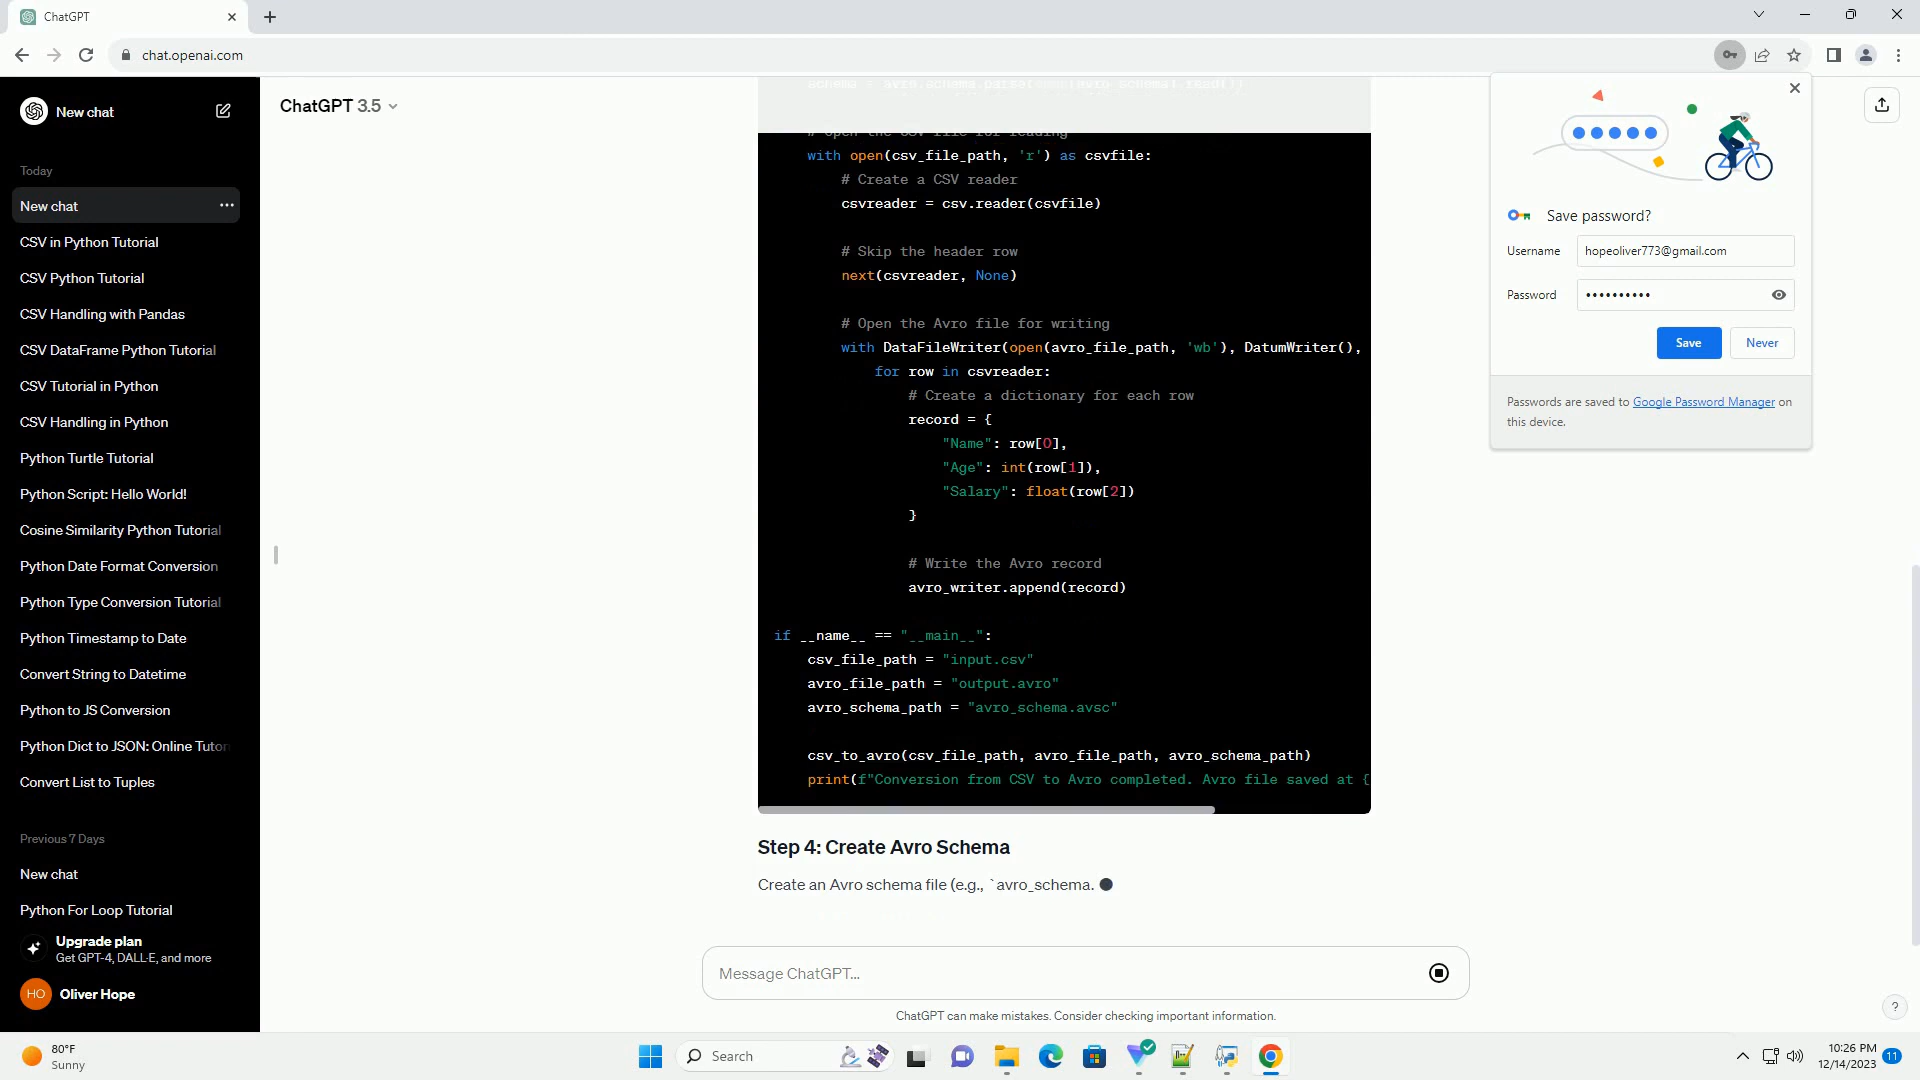 ChatGPT
chat.openai.com
New chat
Today
New chat
CSV in Python Tutorial
CSV Python Tutorial
CSV Handling with Pandas
CSV DataFrame Python Tutorial
CSV Tutorial in Python
CSV Handling in Python
Python Turtle Tutorial
Python Script: Hello World!
Cosine Similarity Python Tutorial
Python Date Format Conversion
Python Type Conversion Tutorial
Python Timestamp to Date
Convert String to Datetime
Python to JS Conversion
Python Dict to JSON: Online Tutor
Convert List to Tuples
Previous 7 Days
New chat
Python For Loop Tutorial
Upgrade plan
Get GPT-4, DALL·E, and more
HO
Oliver Hope
ChatGPT 3.5
# Open the CSV file for reading
with open(csv_file_path, 'r') as csvfile:
# Create a CSV reader
csvreader = csv.reader(csvfile)
# Skip the header row
next(csvreader, None)
# Open the Avro file for writing
with DataFileWriter(open(avro_file_path, 'wb'), DatumWriter(),
for row in csvreader:
# Create a dictionary for each row
record = {
"Name": row[0],
"Age": int(row[1]),
"Salary": float(row[2])
}
# Write the Avro record
avro_writer.append(record)
if __name__ == "__main__":
csv_file_path = "input.csv"
avro_file_path = "output.avro"
avro_schema_path = "avro_schema.avsc"
csv_to_avro(csv_file_path, avro_file_path, avro_schema_path)
print(f"Conversion from CSV to Avro completed. Avro file saved at {
Step 4: Create Avro Schema
Create an Avro schema file (e.g., `avro_schema.
Message ChatGPT...
ChatGPT can make mistakes. Consider checking important information.
?
Save password?
Username
hopeoliver773@gmail.com
Password
••••••••••
Save
Never
Passwords are saved to Google Password Manager on
this device.
80°F
Sunny
Search
10:26 PM
12/14/2023
11